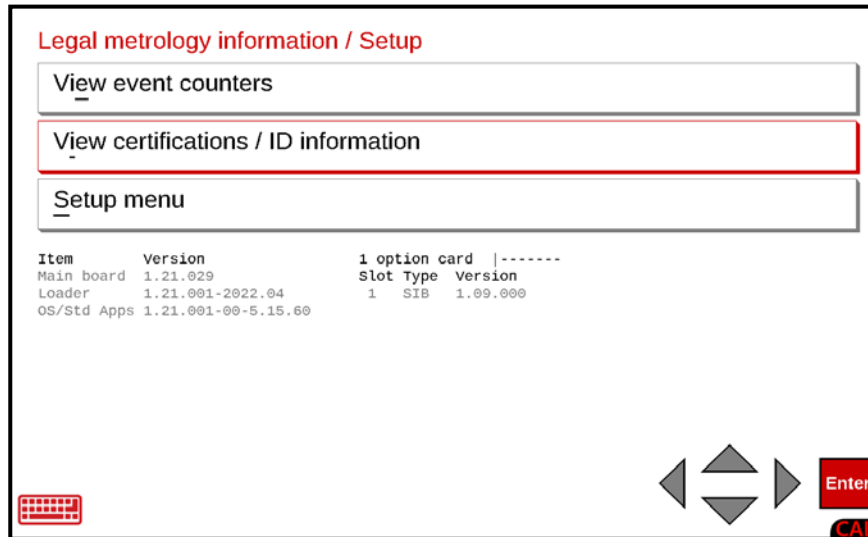 Legal metrology information / Setup
View event counters
View certifications / ID information
Setup menu
Item Version 1 option card |-------
Main board 1.21.029 Slot Type Version
Loader 1.21.001-2022.04 1 SIB 1.09.000
OS/Std Apps 1.21.001-00-5.15.60
Enter